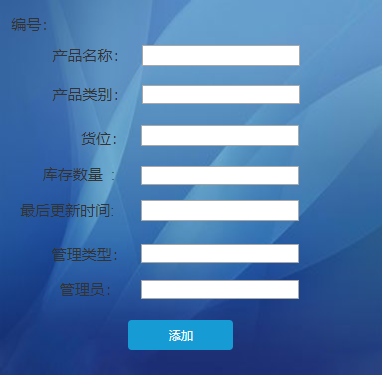 编号：
产品名称：
产品类别：
货位：
库存数量 ：
最后更新时间：
管理类型：
管理员：
添加